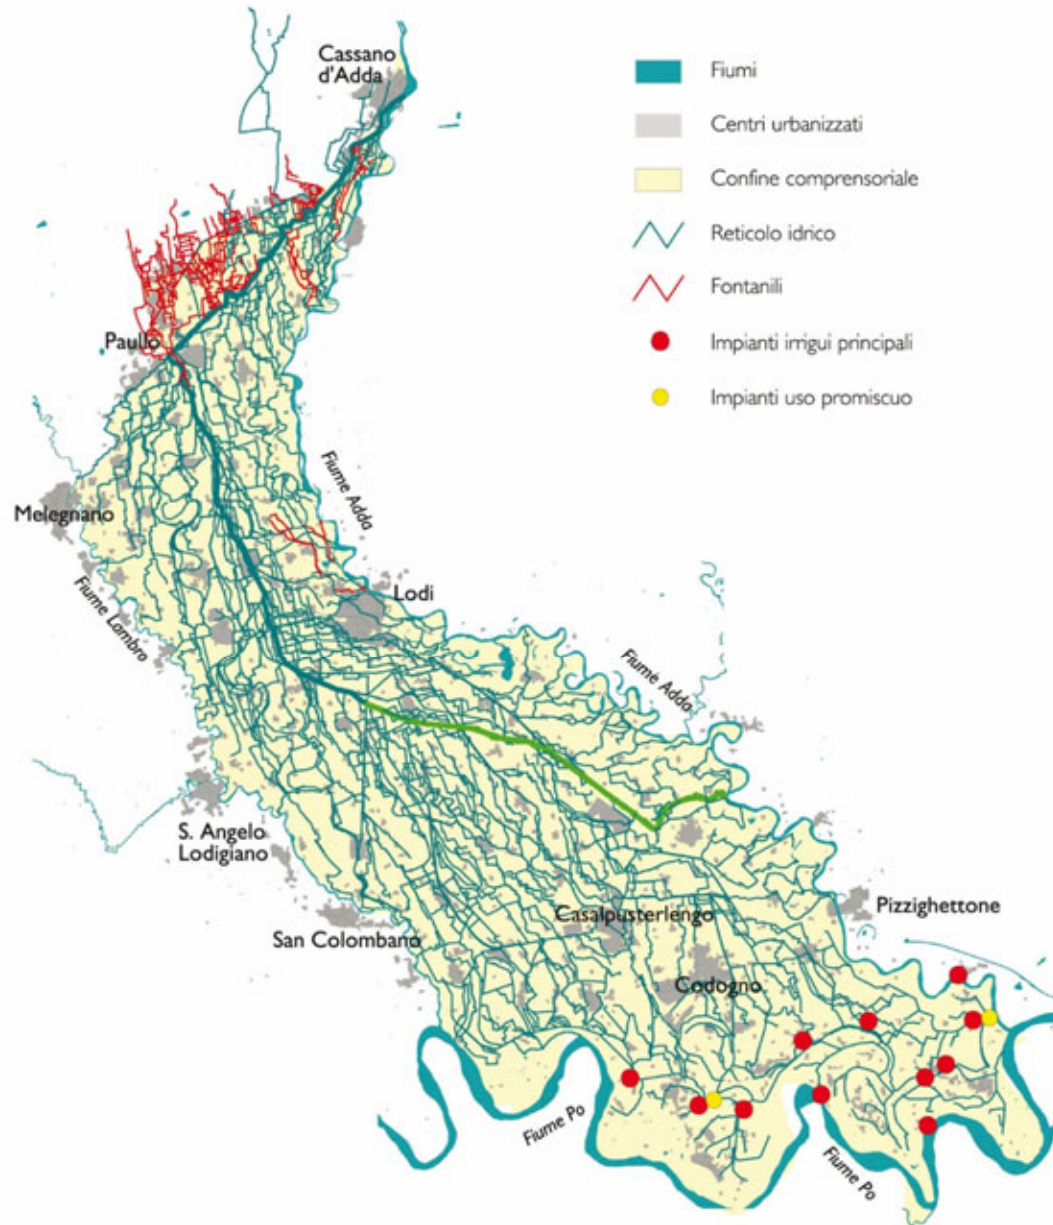 Cassano
d'Adda
Fiumi
Centri urbanizzati
Confine comprensoriale
Reticolo idrico
Fontanili
Impianti irrigui principali
Impianti uso promiscuo
Paullo
Fiume Adda
Melegnano
Fiume Lambro
Lodi
Fiume Adda
S. Angelo
Lodigiano
San Colombano
Casalpusterlengo
Pizzighettone
Codogno
Fiume Po
Fiume Po